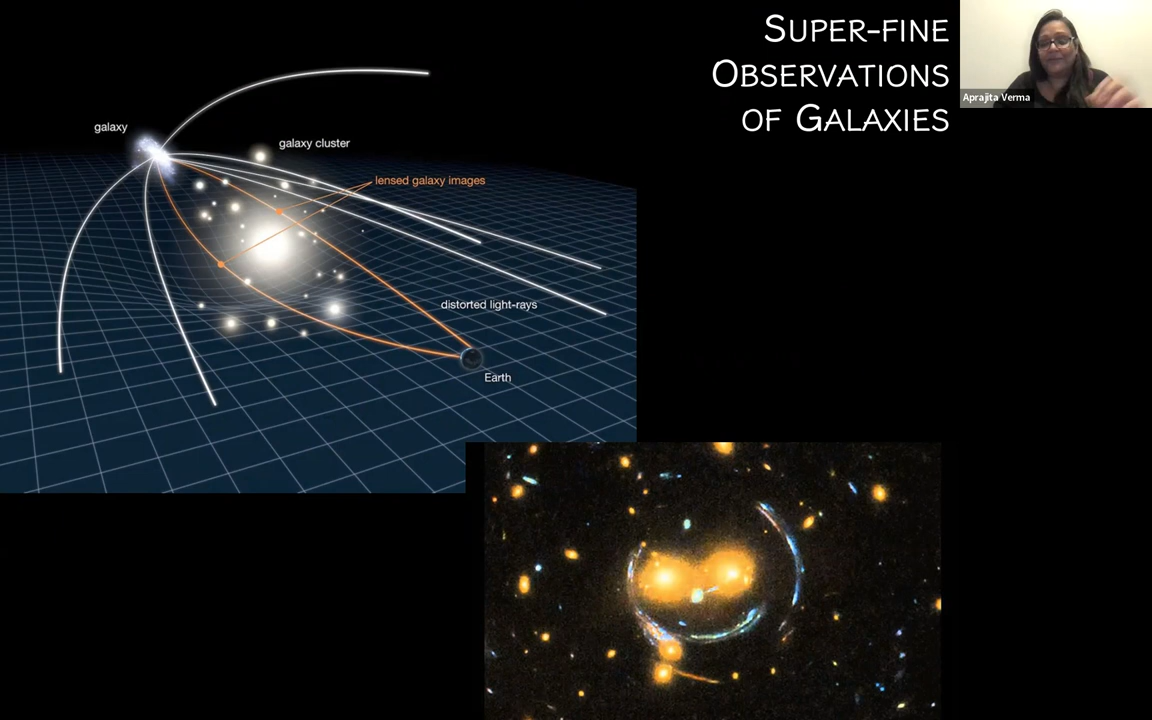 SUPER-FINE
OBSERVATIONS
OF GALAXIES
Aprajita Verma
galaxy
galaxy cluster
lensed galaxy images
distorted light-rays
Earth